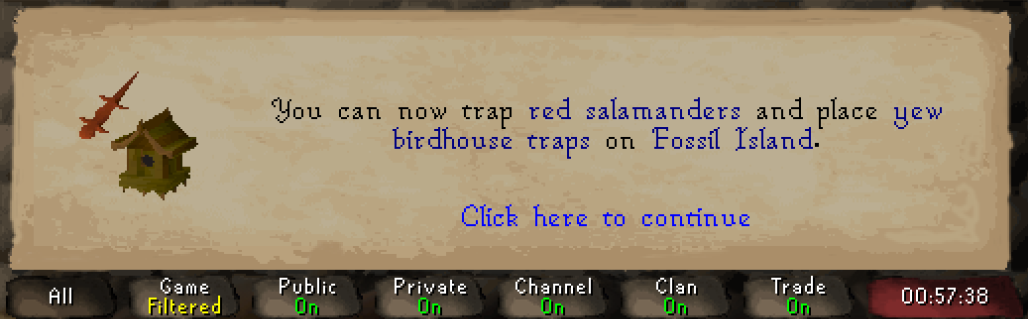 You can now trap red salamanders and place yew
birdhouse traps on Fossil Island.
Click here to continue
All
Game
Filtered
Public
On
Private
On
Channel
On
Clan
On
Trade
On
00:57:38